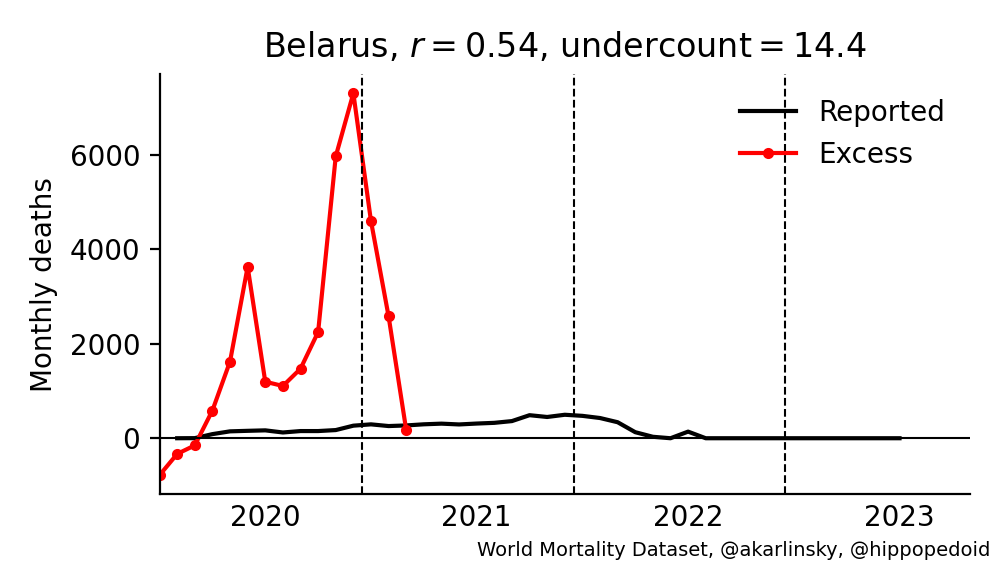 Belarus, r = 0.54, undercount = 14.4
Reported
Excess
Monthly deaths
6000
4000
2000
0
2020 2021 2022 2023
World Mortality Dataset, @akarlinsky, @hippopedoid